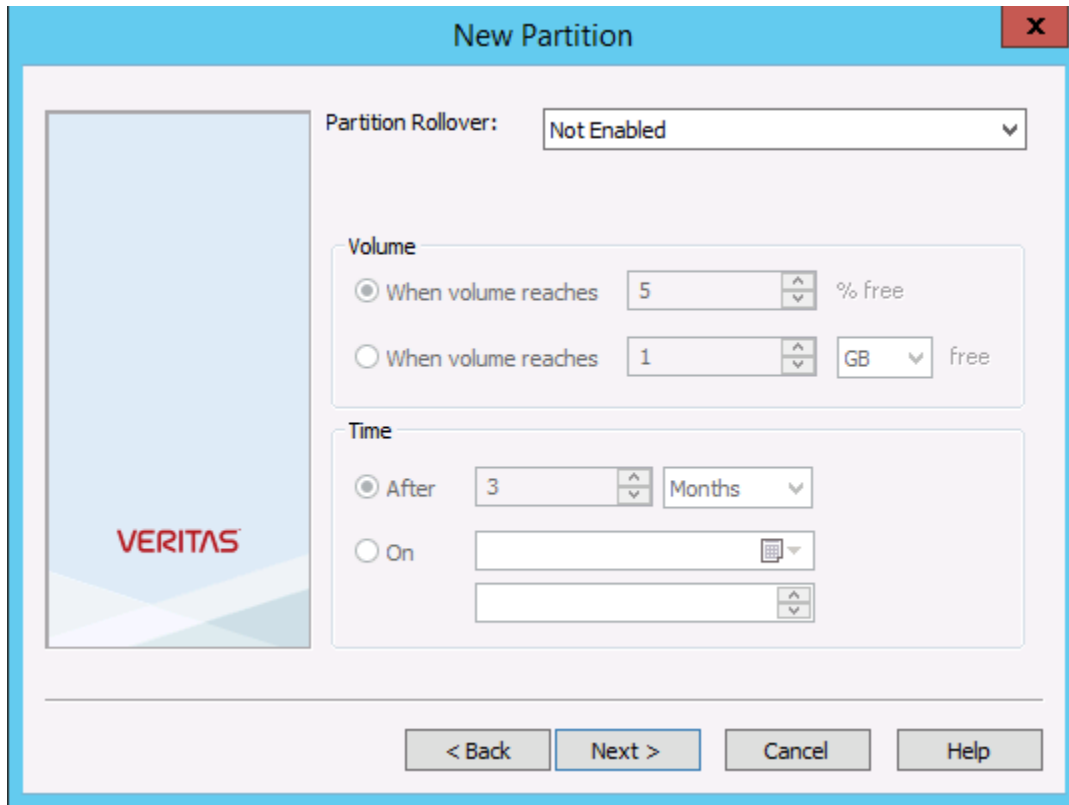 New Partition
x
Partition Rollover: Not Enabled
Volume
When volume reaches 5 % free
When volume reaches 1 GB free
Time
After 3 Months
VERITAS
On
< Back Next > Cancel Help